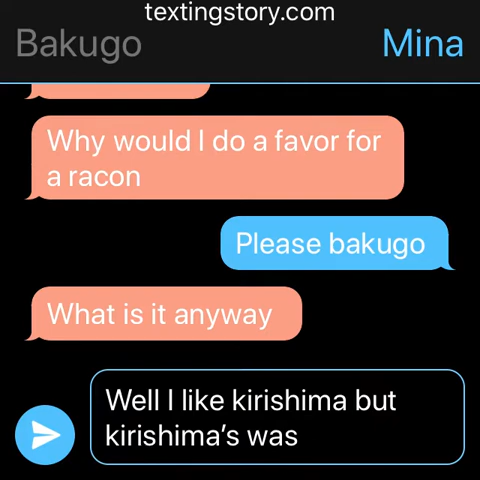 textingstory.com
Bakugo
Mina
Why would I do a favor for
a racon
Please bakugo
What is it anyway
Well I like kirishima but
kirishima’s was